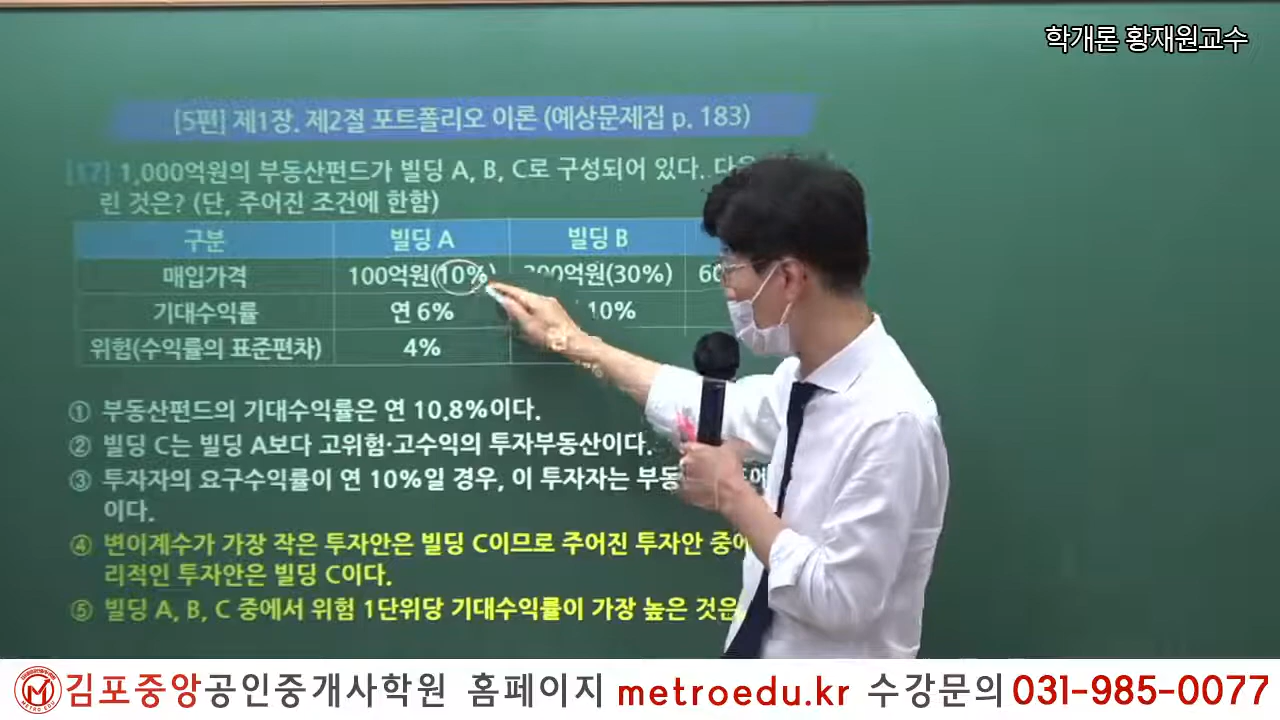 학개론 황재원교수
[5편] 제1장. 제2절 포트폴리오 이론 (예상문제집 p. 183)
[17] 1,000억원의 부동산펀드가 빌딩 A, B, C로 구성되어 있다.
린 것은? (단, 주어진 조건에 한함)
구분 빌딩 A 빌딩 B
매입가격 100억원(10%) 300억원(30%)
기대수익률 연 6% 10%
위험(수익률의 표준편차) 4%
① 부동산펀드의 기대수익률은 연 10.8%이다.
② 빌딩 C는 빌딩 A보다 고위험·고수익의 투자부동산이다.
③ 투자자의 요구수익률이 연 10%일 경우, 이 투자자는
이다.
④ 변이계수가 가장 작은 투자안은 빌딩 C이므로 주어진 투자안
리적인 투자안은 빌딩 C이다.
⑤ 빌딩 A, B, C 중에서 위험 1단위당 기대수익률이 가장 높은 것은
김포중앙공인중개사학원 홈페이지 metroedu.kr 수강문의 031-985-0077
METRO EDU